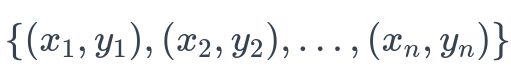 {(x₁, y₁), (x₂, y₂), . . . , (xₙ, yₙ)}